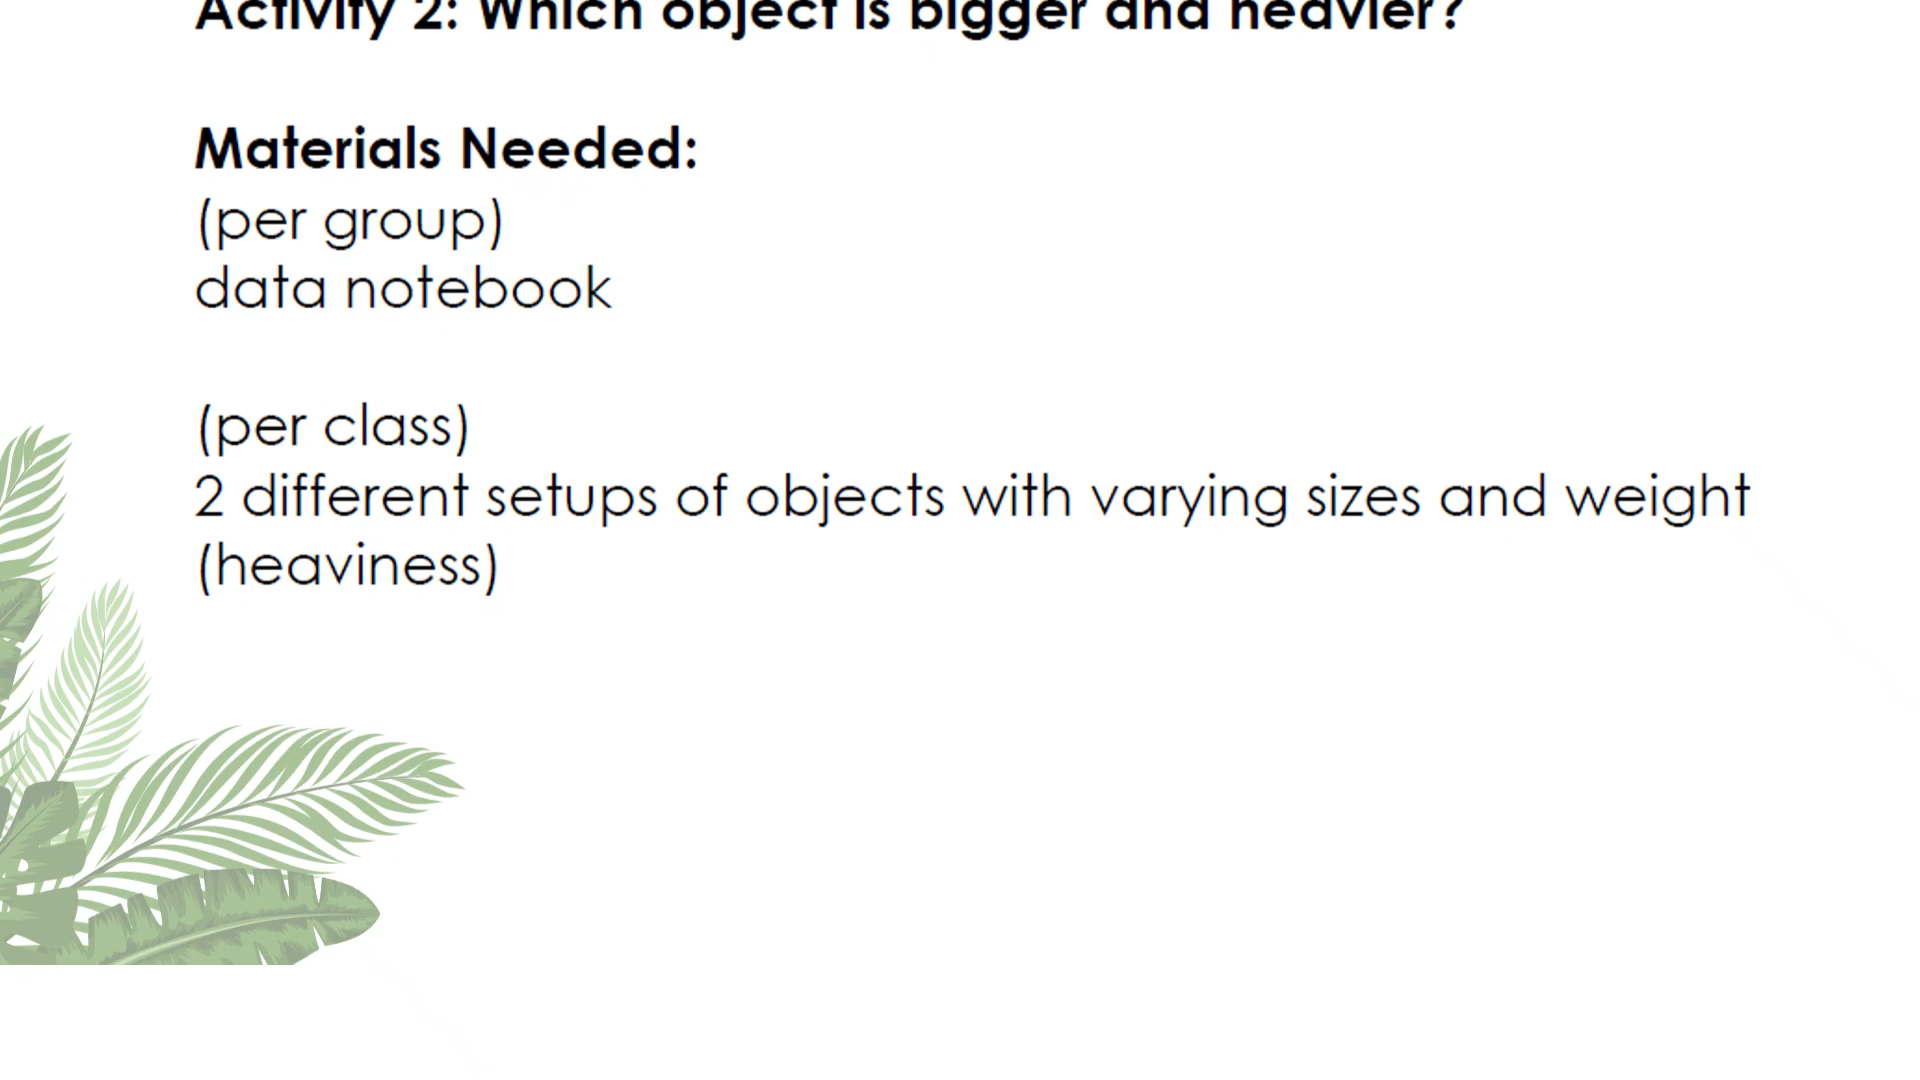 Activity 2: Which object is bigger and heavier?
Materials Needed:
(per group)
data notebook
(per class)
2 different setups of objects with varying sizes and weight
(heaviness)